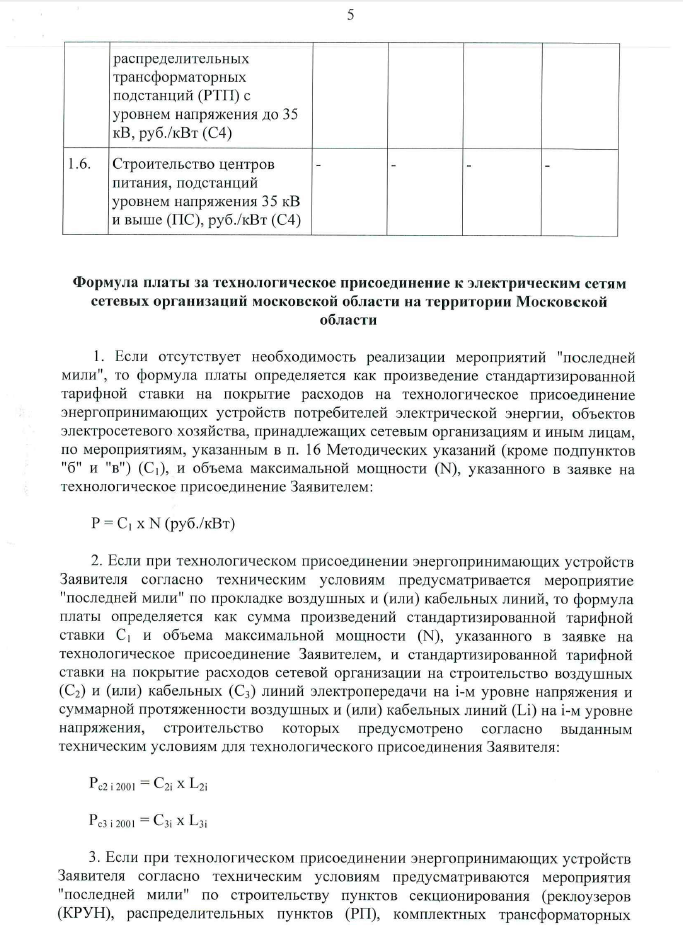 5
распределительных
трансформаторных
подстанций (РТП) с
уровнем напряжения до 35
кВ, руб./кВт (С4)
1.6. Строительство центров - - - -
питания, подстанций
уровнем напряжения 35 кВ
и выше (ПС), руб./кВт (С4)
Формула платы за технологическое присоединение к электрическим сетям
сетевых организаций московской области на территории Московской
области
1. Если отсутствует необходимость реализации мероприятий "последней
мили", то формула платы определяется как произведение стандартизированной
тарифной ставки на покрытие расходов на технологическое присоединение
энергопринимающих устройств потребителей электрической энергии, объектов
электросетевого хозяйства, принадлежащих сетевым организациям и иным лицам,
по мероприятиям, указанным в п. 16 Методических указаний (кроме подпунктов
"б" и "в") (С₁), и объема максимальной мощности (N), указанного в заявке на
технологическое присоединение Заявителем:
Р = С₁ х N (руб./кВт)
2. Если при технологическом присоединении энергопринимающих устройств
Заявителя согласно техническим условиям предусматривается мероприятие
"последней мили" по прокладке воздушных и (или) кабельных линий, то формула
платы определяется как сумма произведений стандартизированной тарифной
ставки С₁ и объема максимальной мощности (N), указанного в заявке на
технологическое присоединение Заявителем, и стандартизированной тарифной
ставки на покрытие расходов сетевой организации на строительство воздушных
(С₂) и (или) кабельных (С₃) линий электропередачи на i-м уровне напряжения и
суммарной протяженности воздушных и (или) кабельных линий (Li) на i-м уровне
напряжения, строительство которых предусмотрено согласно выданным
техническим условиям для технологического присоединения Заявителя:
Pc2 i 2001 = C2i x L2i
Pc3 i 2001 = C3i x L3i
3. Если при технологическом присоединении энергопринимающих устройств
Заявителя согласно техническим условиям предусматриваются мероприятия
"последней мили" по строительству пунктов секционирования (реклоузеров
(КРУН), распределительных пунктов (РП), комплектных трансформаторных